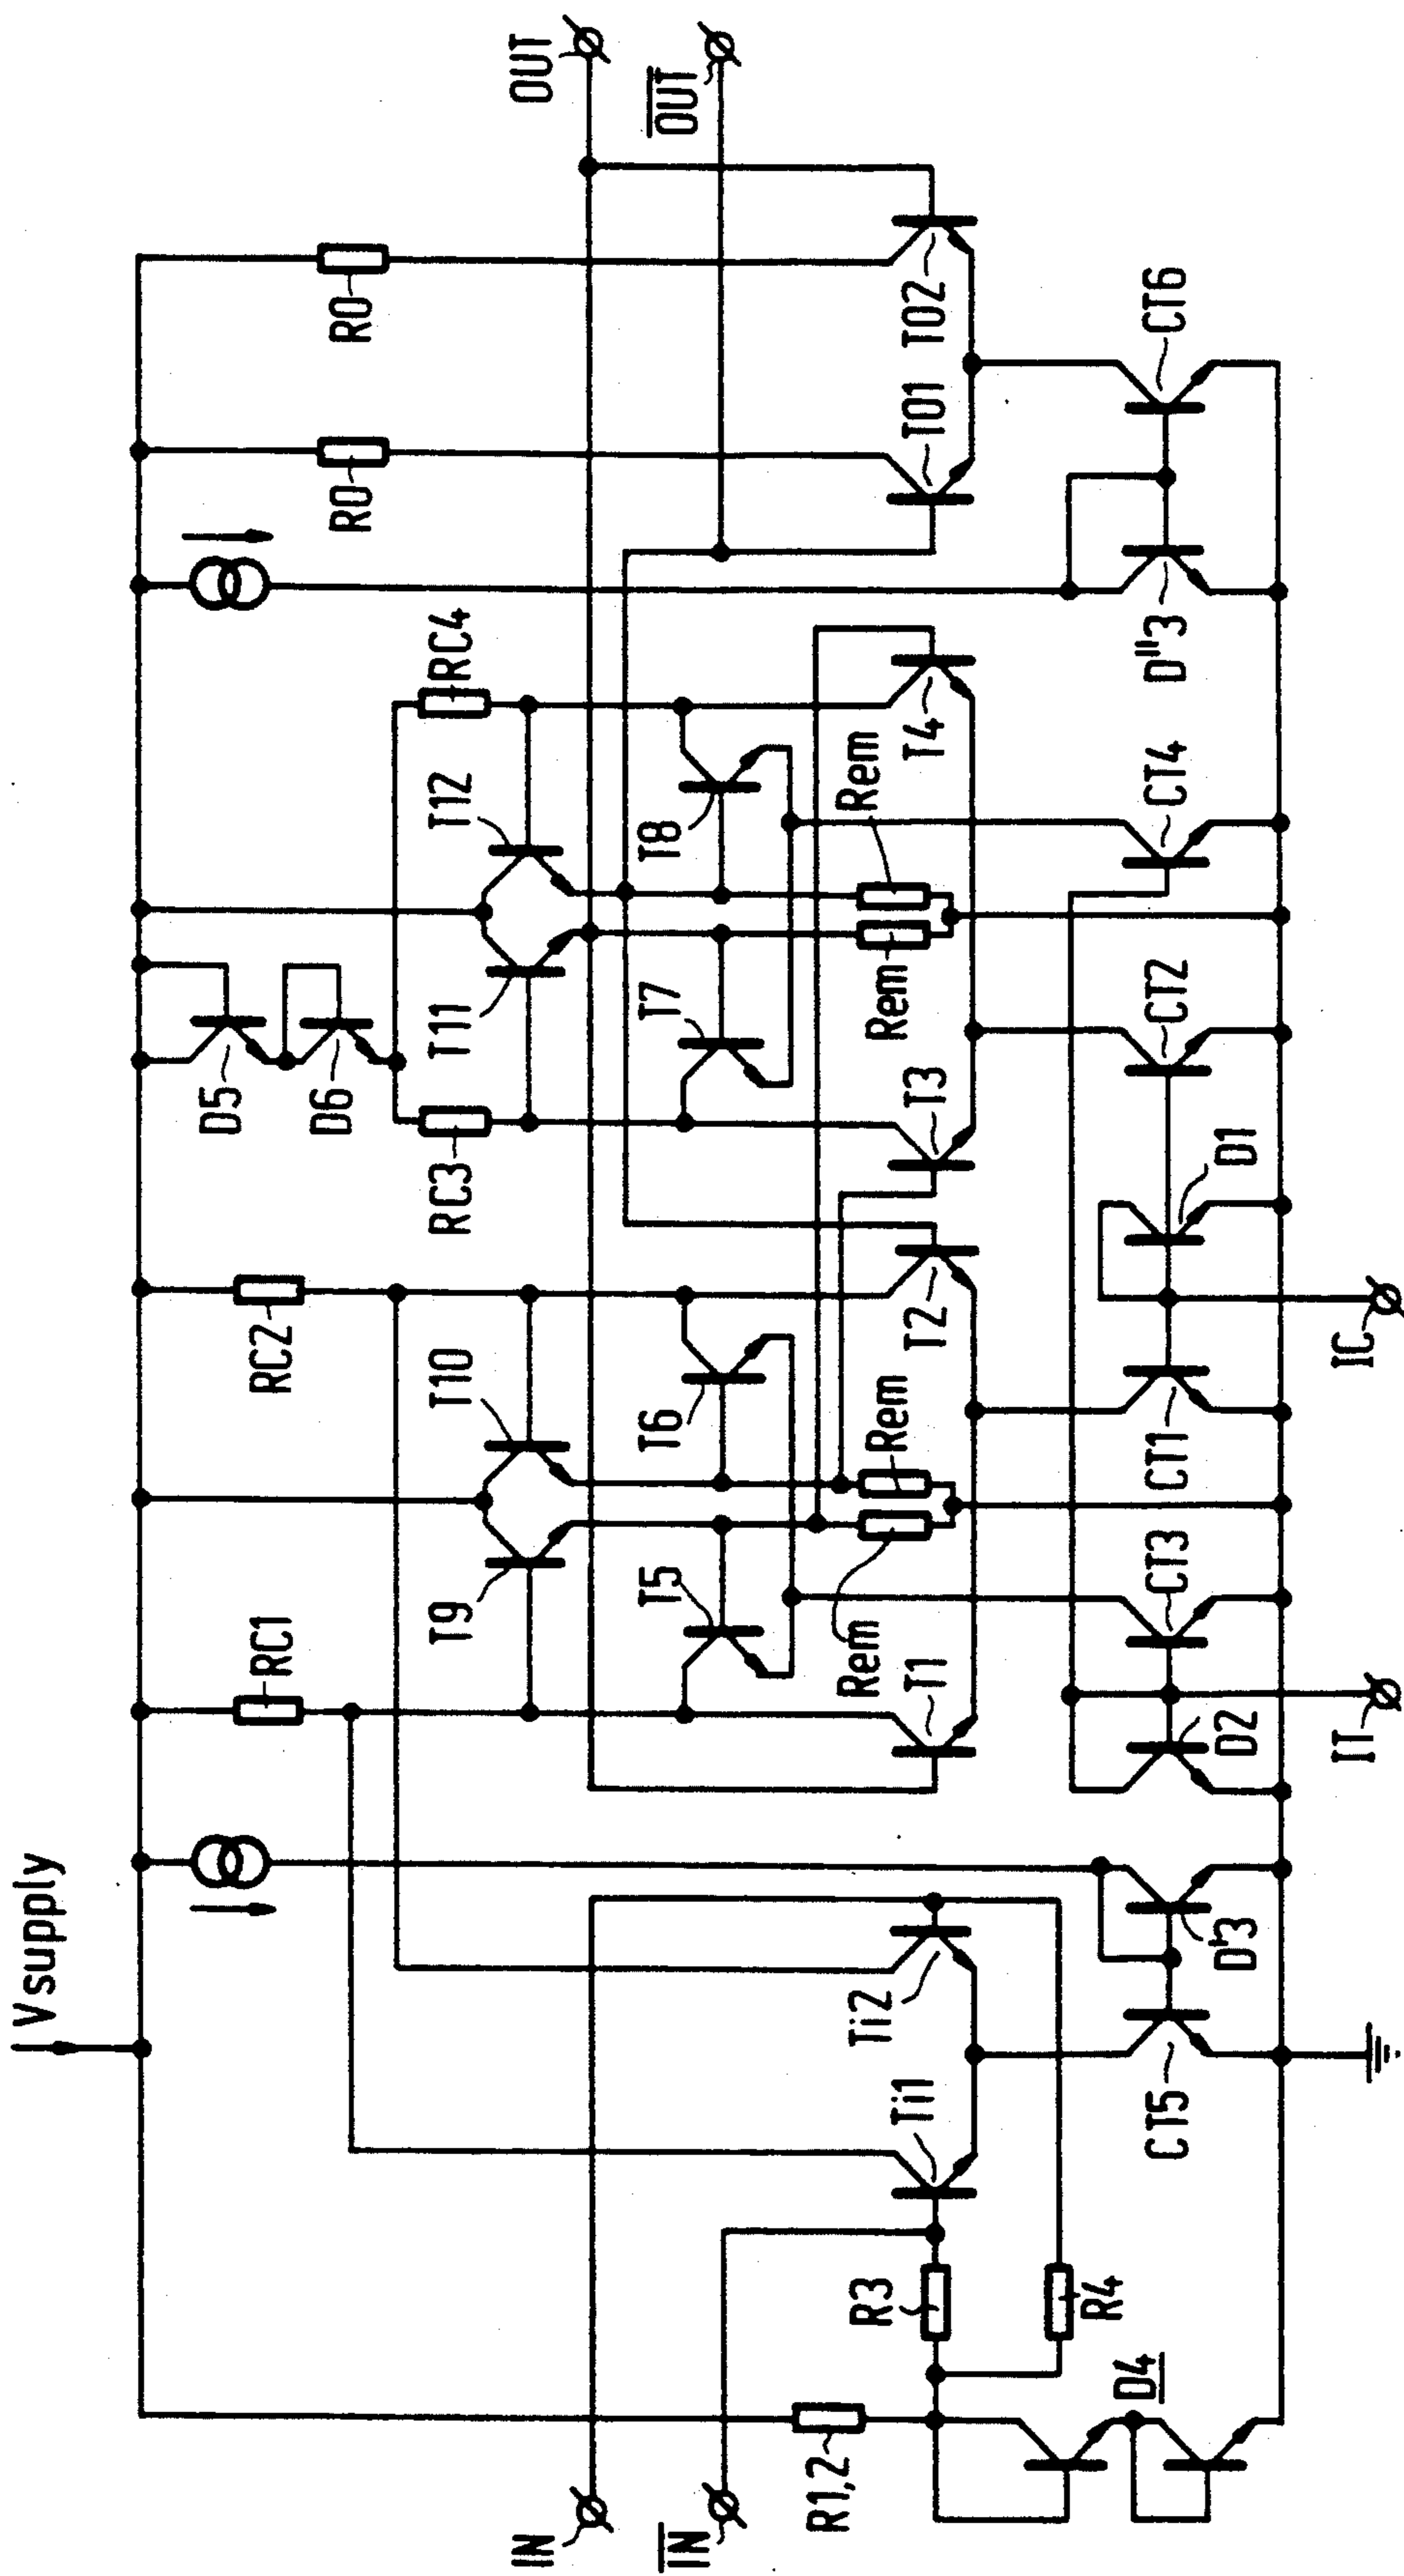 Vsupply
OUT
OUT
R0
R0
RC4
RC3
RC2
RC1
D5
D6
T12
T11
T10
T9
T8
T7
T6
T5
Rem
Rem
Rem
Rem
T02
T01
T4
T3
T2
T1
Ti2
Ti1
CT6
D"'3
CT4
CT2
D1
CT1
CT3
D2
D'3
CT5
IC
IT
R3
R4
R1,2
D4
IN
IN